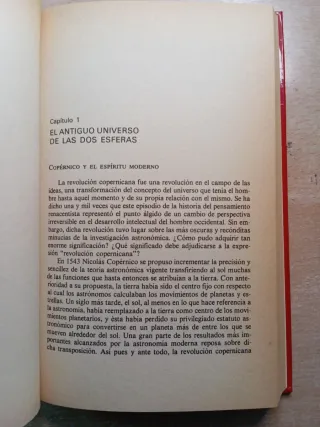 Capítulo 1
EL ANTIGUO UNIVERSO
DE LAS DOS ESFERAS
COPÉRNICO Y EL ESPÍRITU MODERNO
La revolución copernicana fue una revolución en el campo de las
ideas, una transformación del concepto del universo que tenía el hom-
bre hasta aquel momento y de su propia relación con el mismo. Se ha
dicho una y mil veces que este episodio de la historia del pensamiento
renacentista representó el punto álgido de un cambio de perspectiva
irreversible en el desarrollo intelectual del hombre occidental. Sin em-
bargo, dicha revolución tuvo lugar sobre las más oscuras y recónditas
minucias de la investigación astronómica. ¿Cómo pudo adquirir tan
enorme significación? ¿Qué significado debe adjudicarse a la expre-
sión "revolución copernicana"?
En 1543 Nicolás Copérnico se propuso incrementar la precisión y
sencillez de la teoría astronómica vigente transfiriendo al sol muchas
de las funciones que hasta entonces se atribuían a la tierra. Con ante-
rioridad a su propuesta, la tierra había sido el centro fijo con respecto
al cual los astrónomos calculaban los movimientos de planetas y es-
trellas. Un siglo más tarde, el sol, al menos en lo que hace referencia a
la astronomía, había reemplazado a la tierra como centro de los movi-
mientos planetarios, y ésta había perdido su privilegiado estatuto as-
tronómico para convertirse en un planeta más de entre los que se
mueven alrededor del sol. Una gran parte de los resultados más im-
portantes alcanzados por la astronomía moderna reposa sobre di-
cha transposición. Así pues y ante todo, la revolución copernicana